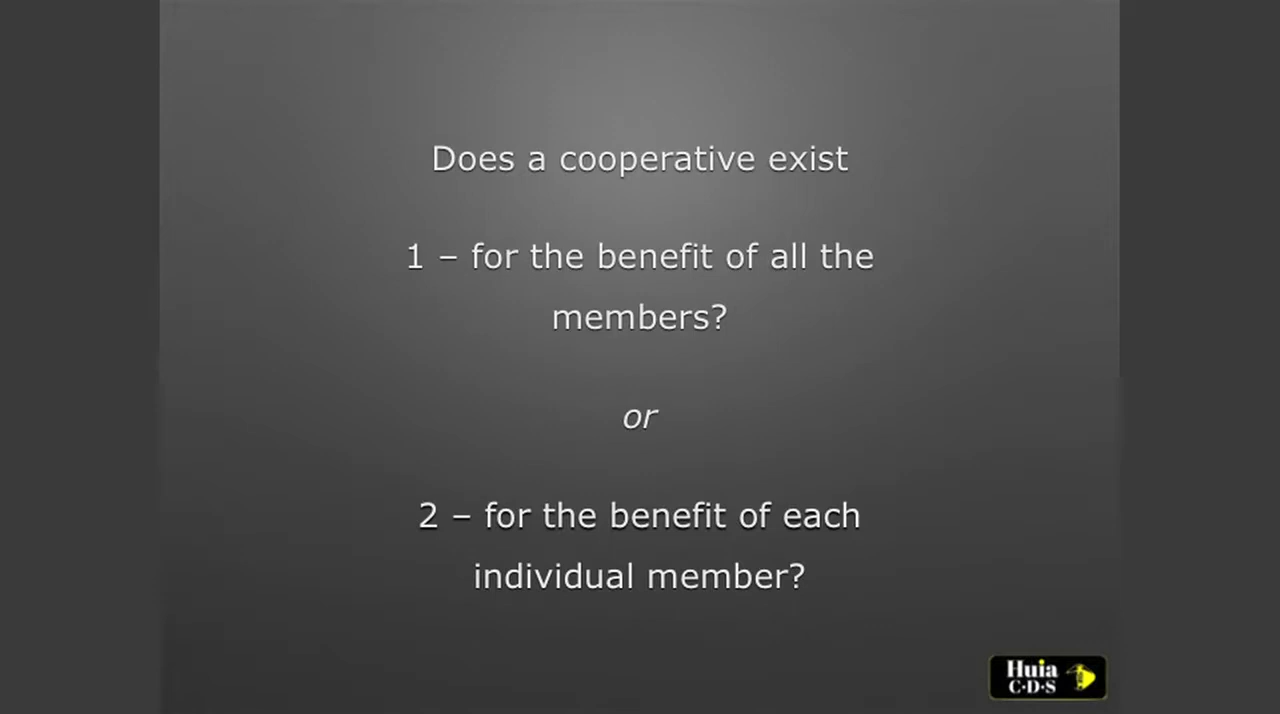 Does a cooperative exist
1 – for the benefit of all the
members?
or
2 – for the benefit of each
individual member?
Huia
C·D·S